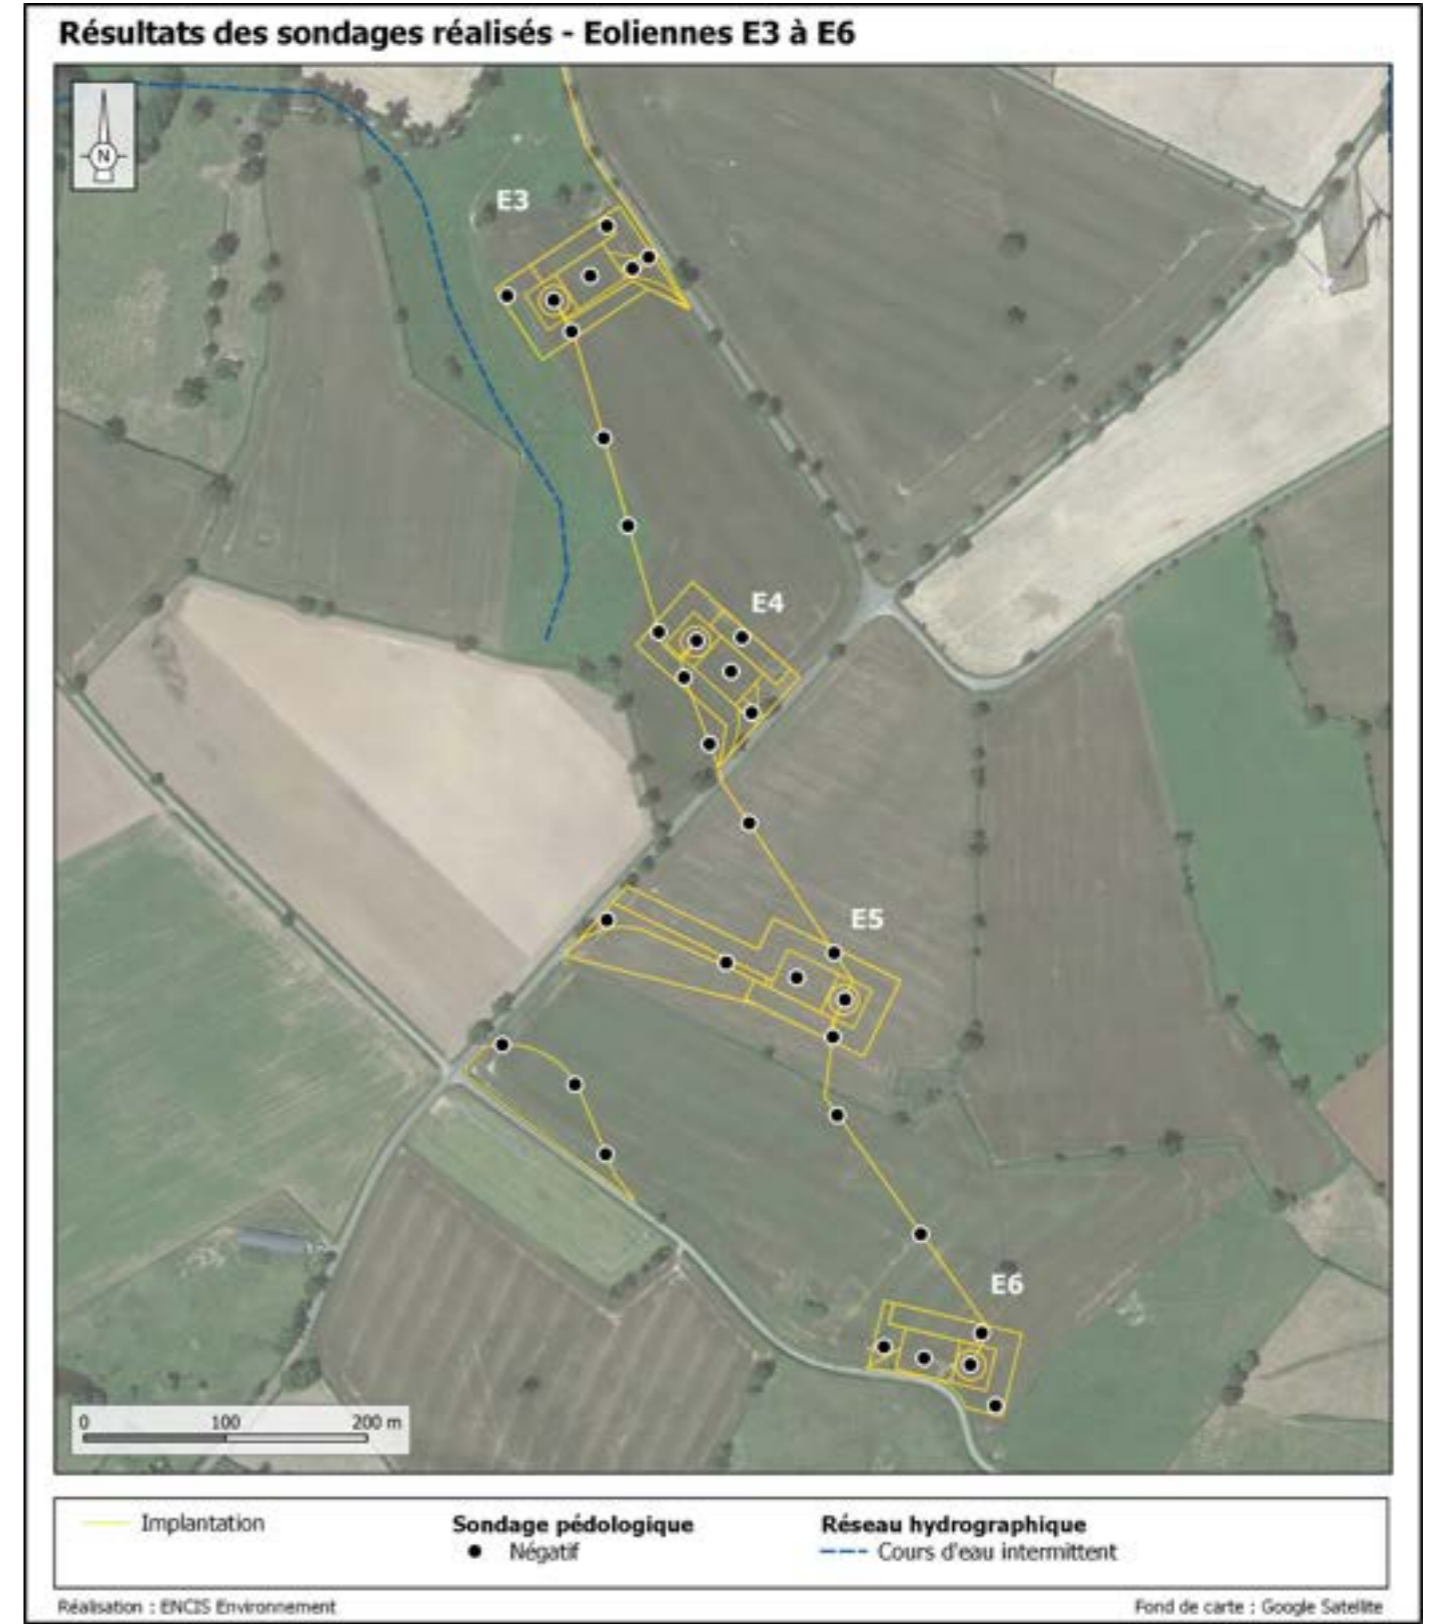 Résultats des sondages réalisés - Eoliennes E3 à E6
N
E3
E4
E5
E6
0 100 200 m
Implantation
Sondage pédologique
Négatif
Réseau hydrographique
Cours d'eau intermittent
Réalisation : ENCIS Environnement
Fond de carte : Google Satellite